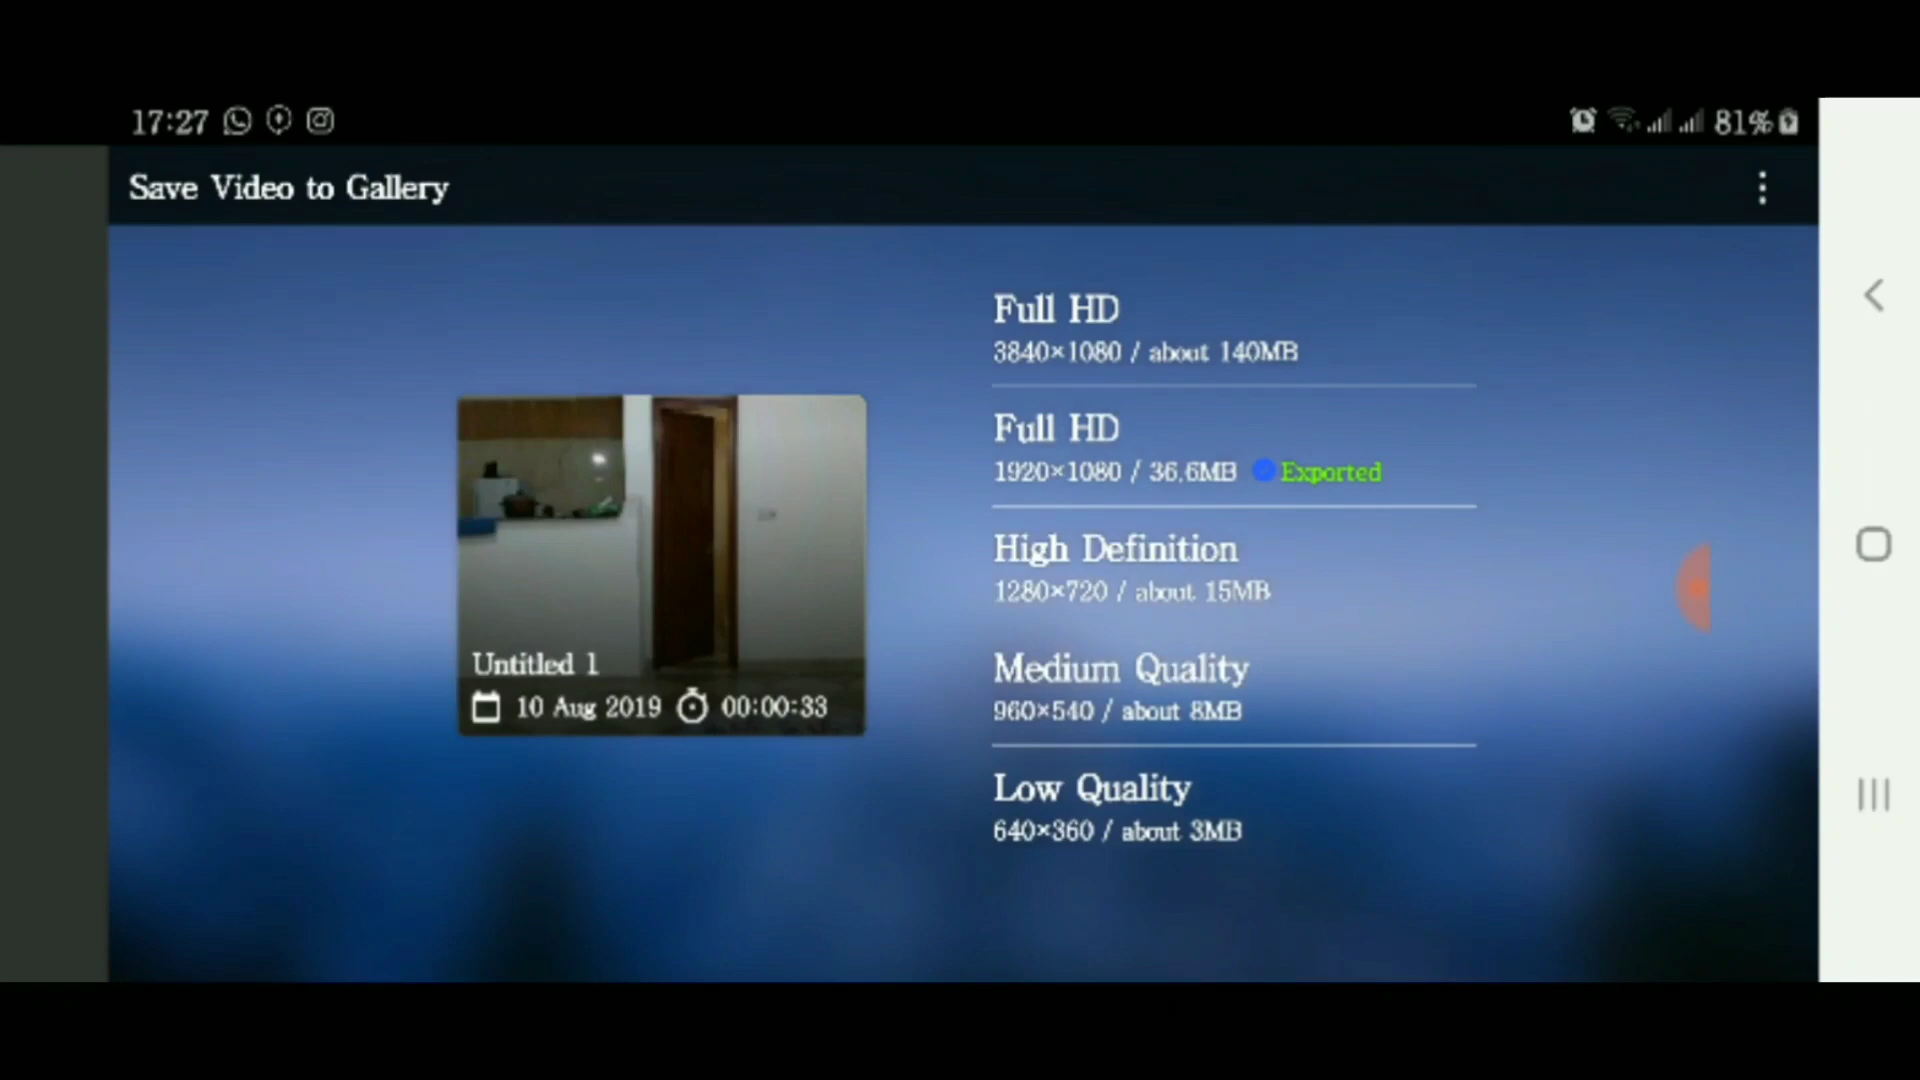 17:27
81%
Save Video to Gallery
Full HD
3840×1080 / about 140MB
Full HD
1920×1080 / 36.6MB Exported
High Definition
1280×720 / about 15MB
Medium Quality
960×540 / about 8MB
Low Quality
640×360 / about 3MB
Untitled 1
10 Aug 2019 00:00:33